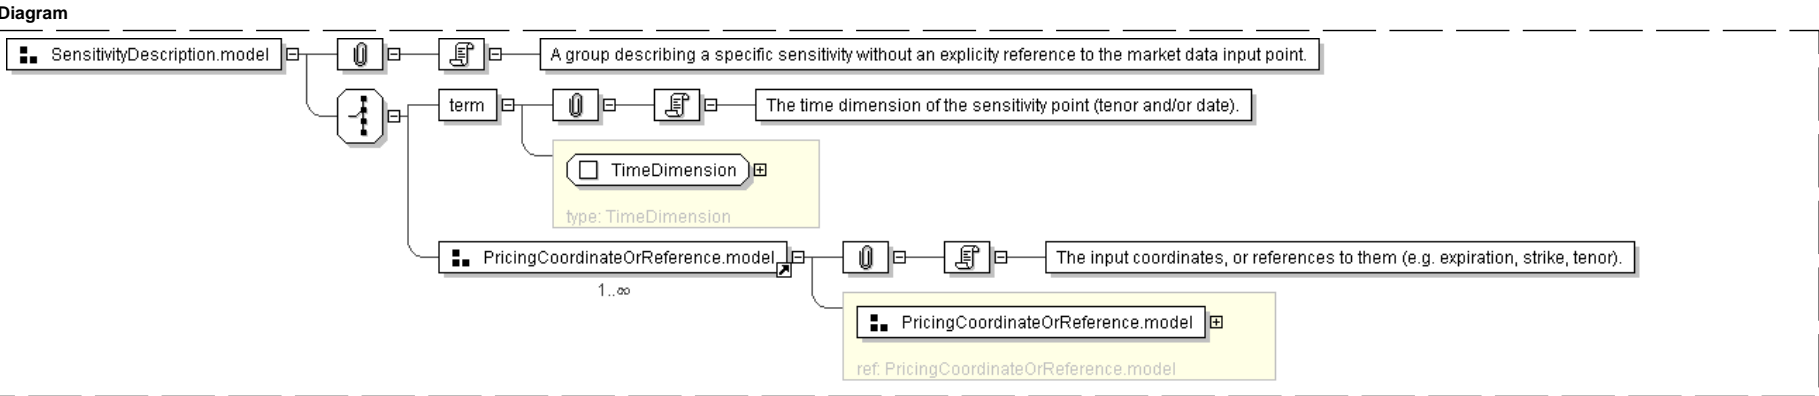 Diagram
SensitivityDescription.model
A group describing a specific sensitivity without an explicity reference to the market data input point.
term
The time dimension of the sensitivity point (tenor and/or date).
TimeDimension
type: TimeDimension
PricingCoordinateOrReference.model
The input coordinates, or references to them (e.g. expiration, strike, tenor).
1..∞
PricingCoordinateOrReference.model
ref: PricingCoordinateOrReference.model